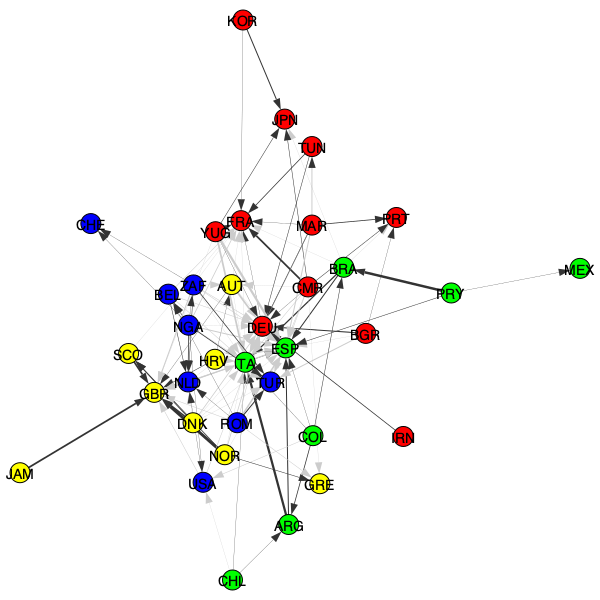 KOR
JPN
TUN
FRA
YUG
MAR
PRT
CHE
BRA
MEX
ZAF
AUT
CMR
BEL
PRY
NGA
DEU
BGR
ESP
SCO
HRV
ITA
NLD
TUR
GBR
DNK
ROM
COL
IRN
NOR
JAM
USA
GRE
ARG
CHL